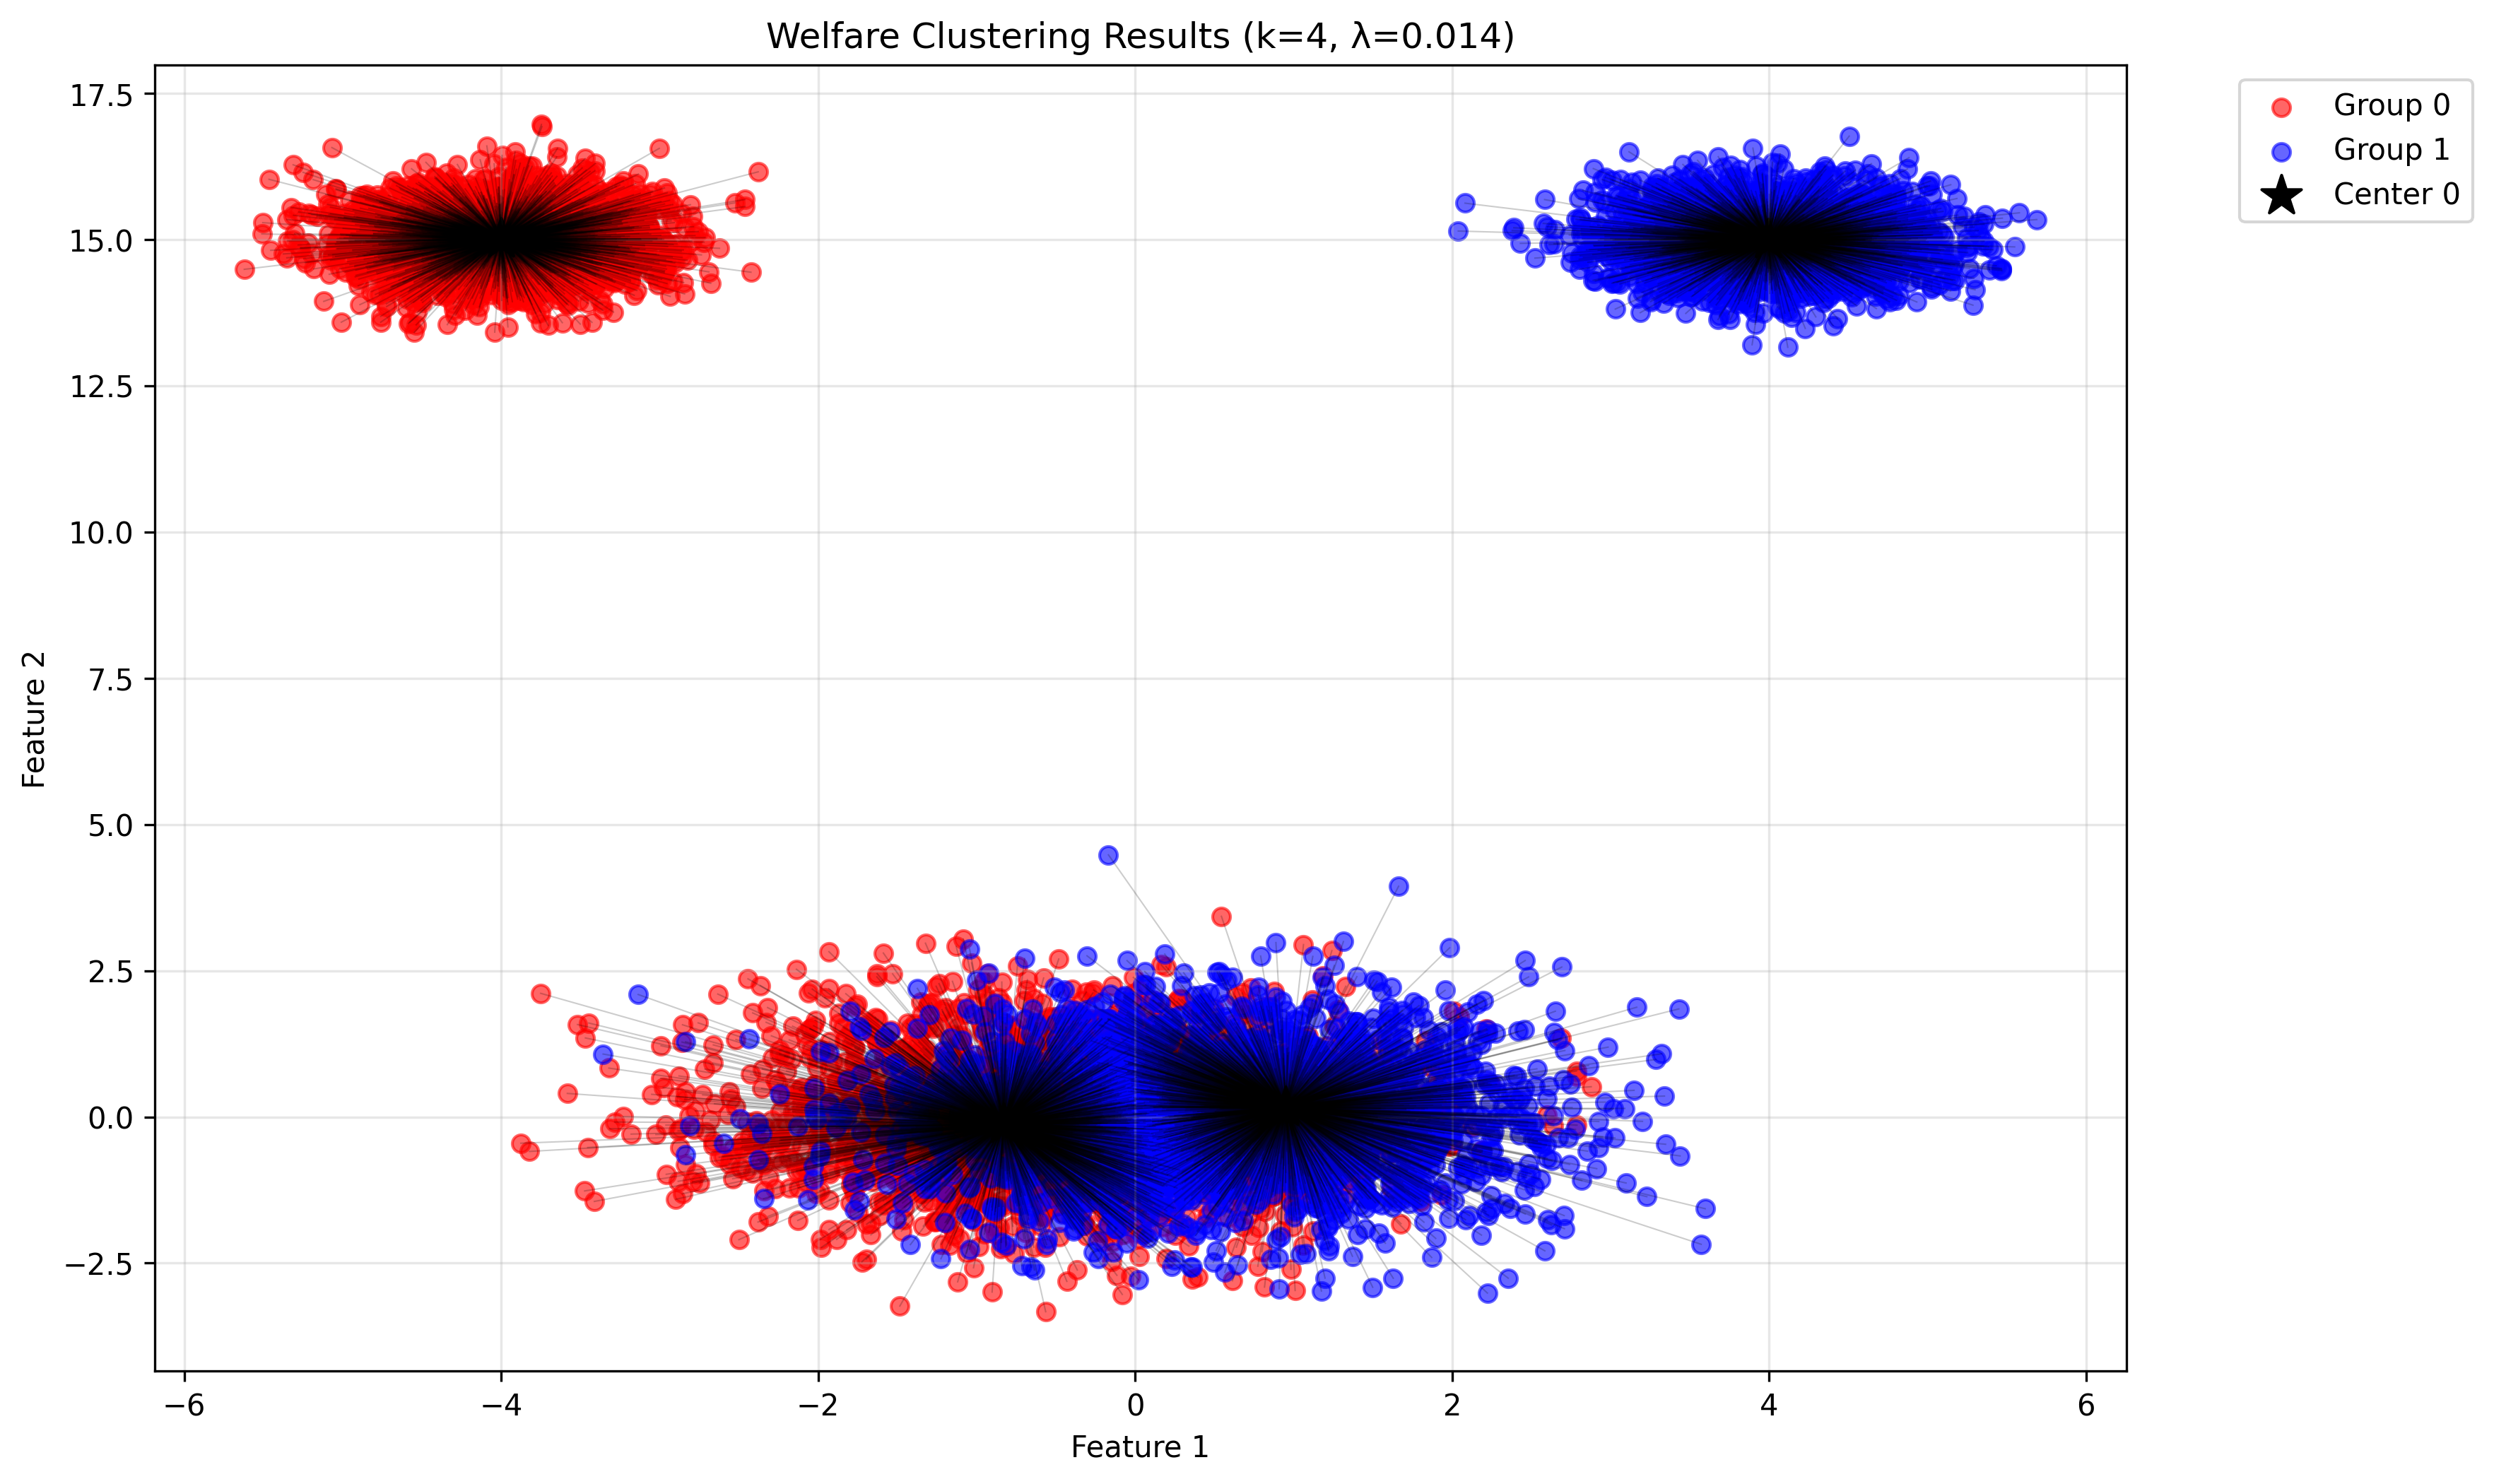 Welfare Clustering Results (k=4, λ=0.014)
Group 0
Group 1
Center 0
17.5
15.0
12.5
10.0
7.5
5.0
2.5
0.0
−2.5
Feature 2
−6
−4
−2
0
2
4
6
Feature 1